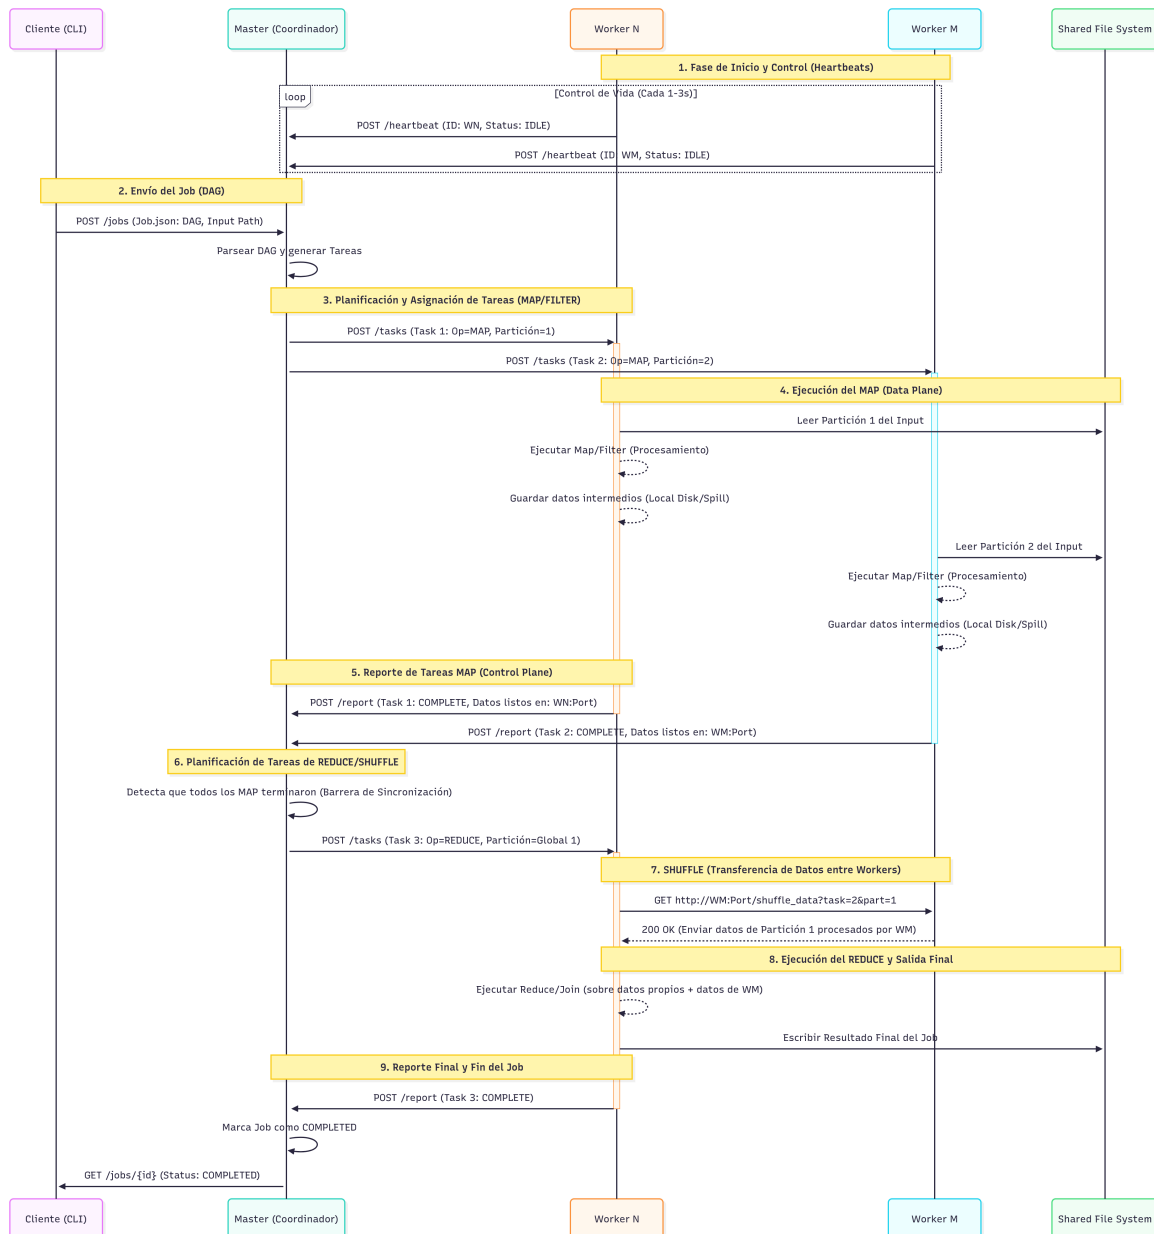 Cliente (CLI)
Master (Coordinador)
Worker N
Worker M
Shared File System
1. Fase de Inicio y Control (Heartbeats)
loop
[Control de Vida (Cada 1-3s)]
POST /heartbeat (ID: WN, Status: IDLE)
POST /heartbeat (ID: WM, Status: IDLE)
2. Envío del Job (DAG)
POST /jobs (Job.json: DAG, Input Path)
Parsear DAG y generar Tareas
3. Planificación y Asignación de Tareas (MAP/FILTER)
POST /tasks (Task 1: Op=MAP, Partición=1)
POST /tasks (Task 2: Op=MAP, Partición=2)
4. Ejecución del MAP (Data Plane)
Leer Partición 1 del Input
Ejecutar Map/Filter (Procesamiento)
Guardar datos intermedios (Local Disk/Spill)
Leer Partición 2 del Input
Ejecutar Map/Filter (Procesamiento)
Guardar datos intermedios (Local Disk/Spill)
5. Reporte de Tareas MAP (Control Plane)
POST /report (Task 1: COMPLETE, Datos listos en: WN:Port)
POST /report (Task 2: COMPLETE, Datos listos en: WM:Port)
6. Planificación de Tareas de REDUCE/SHUFFLE
Detecta que todos los MAP terminaron (Barrera de Sincronización)
POST /tasks (Task 3: Op=REDUCE, Partición=Global 1)
7. SHUFFLE (Transferencia de Datos entre Workers)
GET http://WM:Port/shuffle_data?task=2&part=1
200 OK (Enviar datos de Partición 1 procesados por WM)
8. Ejecución del REDUCE y Salida Final
Ejecutar Reduce/Join (sobre datos propios + datos de WM)
Escribir Resultado Final del Job
9. Reporte Final y Fin del Job
POST /report (Task 3: COMPLETE)
Marca Job como COMPLETED
GET /jobs/{id} (Status: COMPLETED)
Cliente (CLI)
Master (Coordinador)
Worker N
Worker M
Shared File System